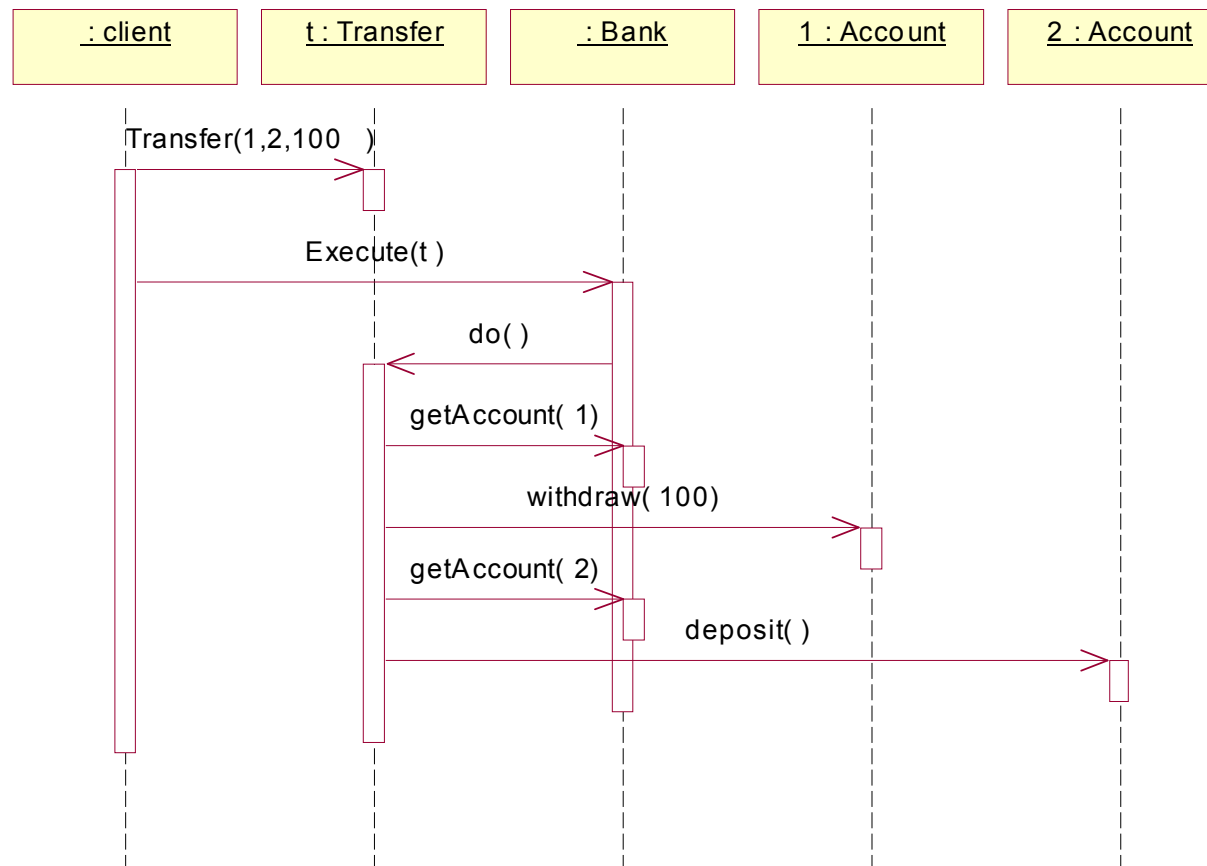 : client
t : Transfer
: Bank
1 : Account
2 : Account
Transfer(1,2,100 )
Execute(t )
do( )
getAccount( 1)
withdraw( 100)
getAccount( 2)
deposit( )